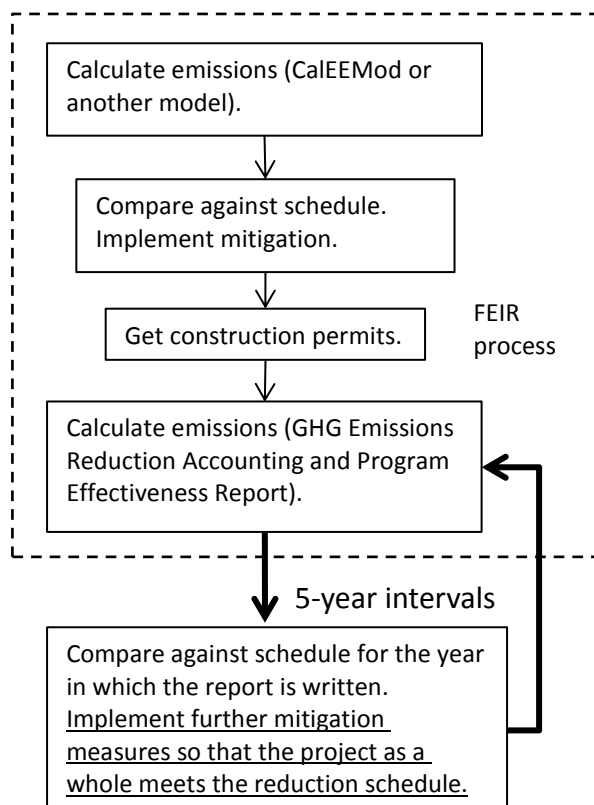 Calculate emissions (CalEEMod or
another model).
Compare against schedule.
Implement mitigation.
Get construction permits.
FEIR
process
Calculate emissions (GHG Emissions
Reduction Accounting and Program
Effectiveness Report).
5-year intervals
Compare against schedule for the year
in which the report is written.
Implement further mitigation
measures so that the project as a
whole meets the reduction schedule.